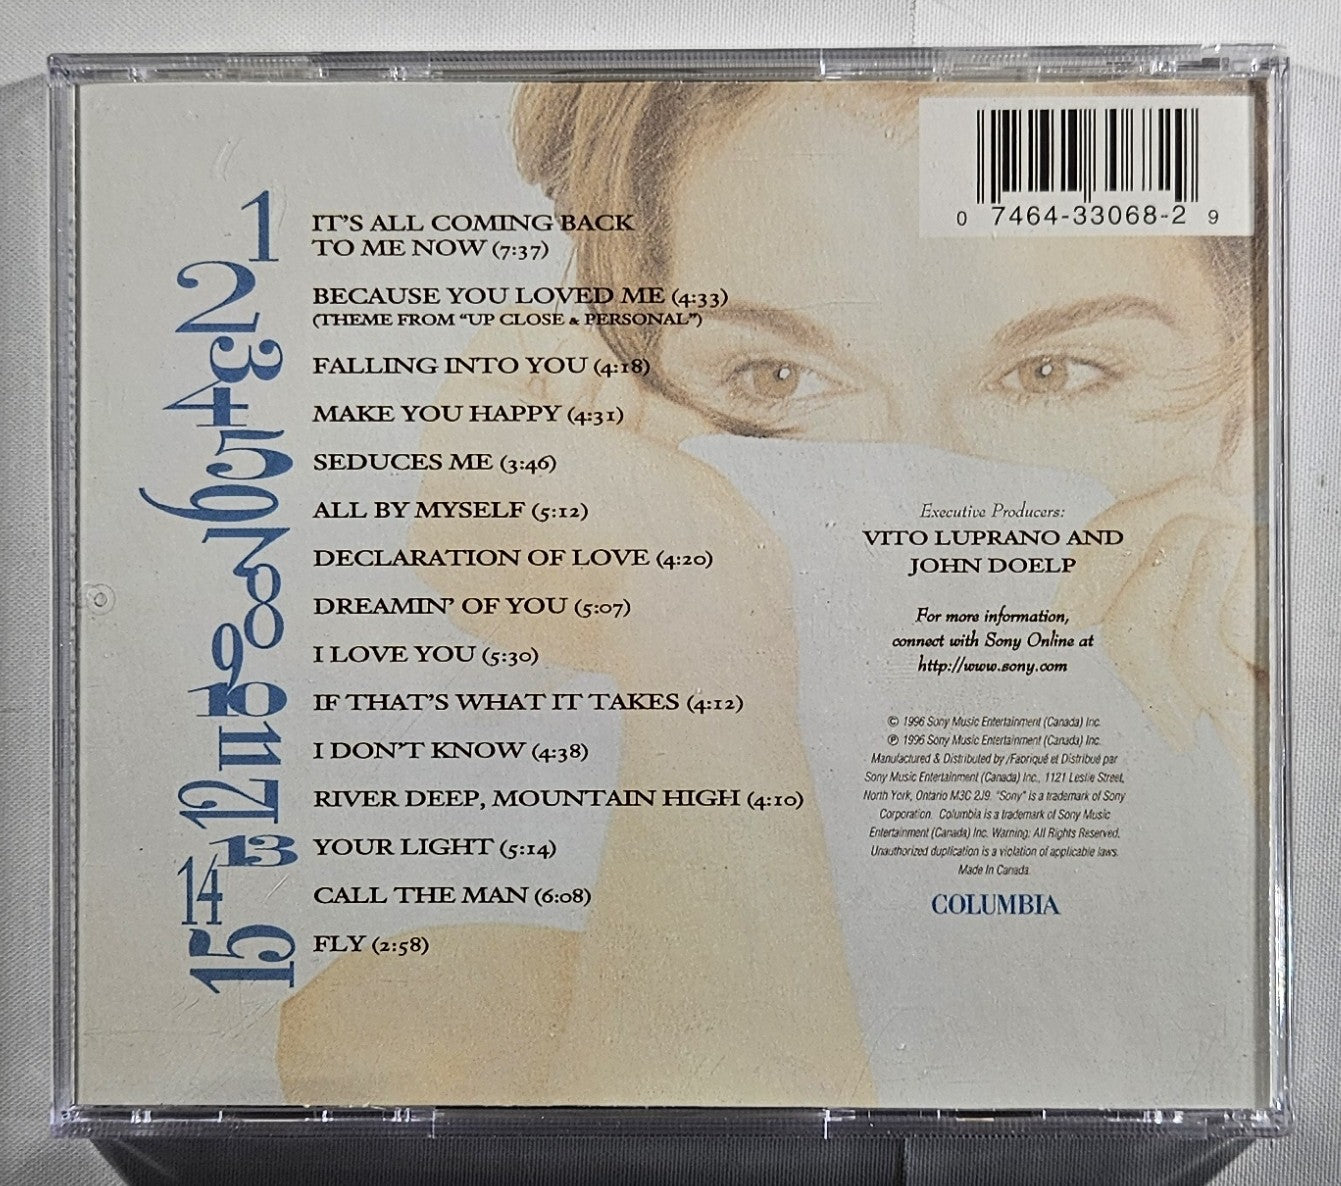 0 7464-33068-2 9
1 IT'S ALL COMING BACK
TO ME NOW (7:37)
2 BECAUSE YOU LOVED ME (4:33)
(THEME FROM "UP CLOSE & PERSONAL")
3 FALLING INTO YOU (4:18)
4 MAKE YOU HAPPY (4:31)
5 SEDUCES ME (3:46)
6 ALL BY MYSELF (5:12)
7 DECLARATION OF LOVE (4:20)
8 DREAMIN' OF YOU (5:07)
9 I LOVE YOU (5:30)
10 IF THAT'S WHAT IT TAKES (4:12)
11 I DON'T KNOW (4:38)
12 RIVER DEEP, MOUNTAIN HIGH (4:10)
13 YOUR LIGHT (5:14)
14 CALL THE MAN (6:08)
15 FLY (2:58)
Executive Producers:
VITO LUPRANO AND
JOHN DOELP
For more information,
connect with Sony Online at
http://www.sony.com
© 1996 Sony Music Entertainment (Canada) Inc.
℗ 1996 Sony Music Entertainment (Canada) Inc.
Manufactured & Distributed by /Fabriqué et Distribué par
Sony Music Entertainment (Canada) Inc., 1121 Leslie Street,
North York, Ontario M3C 2J9. "Sony" is a trademark of Sony
Corporation. Columbia is a trademark of Sony Music
Entertainment (Canada) Inc. Warning: All Rights Reserved.
Unauthorized duplication is a violation of applicable laws.
Made In Canada.
COLUMBIA